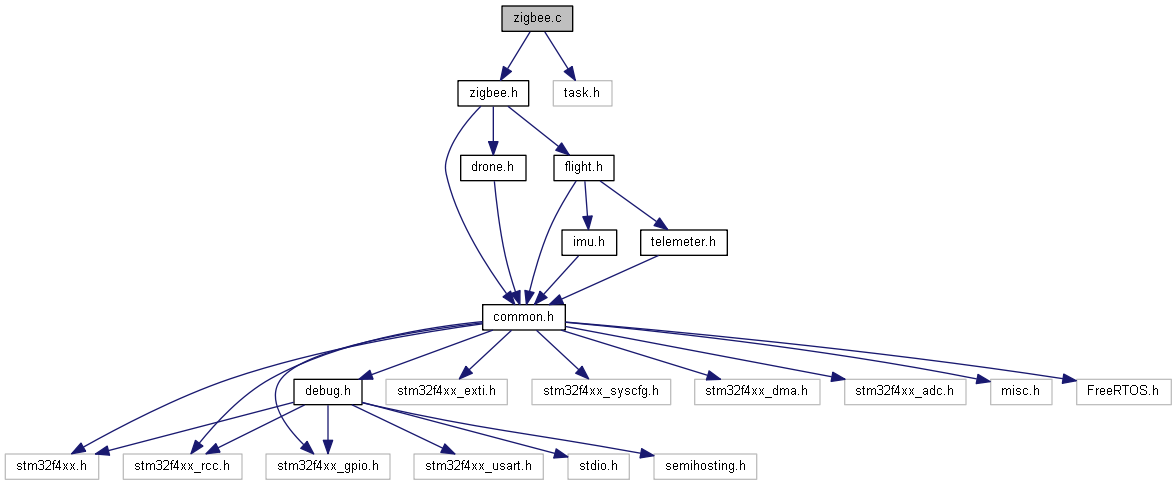 zigbee.c
zigbee.h
task.h
drone.h
flight.h
imu.h
telemeter.h
common.h
debug.h
stm32f4xx_exti.h
stm32f4xx_syscfg.h
stm32f4xx_dma.h
stm32f4xx_adc.h
misc.h
FreeRTOS.h
stm32f4xx.h
stm32f4xx_rcc.h
stm32f4xx_gpio.h
stm32f4xx_usart.h
stdio.h
semihosting.h